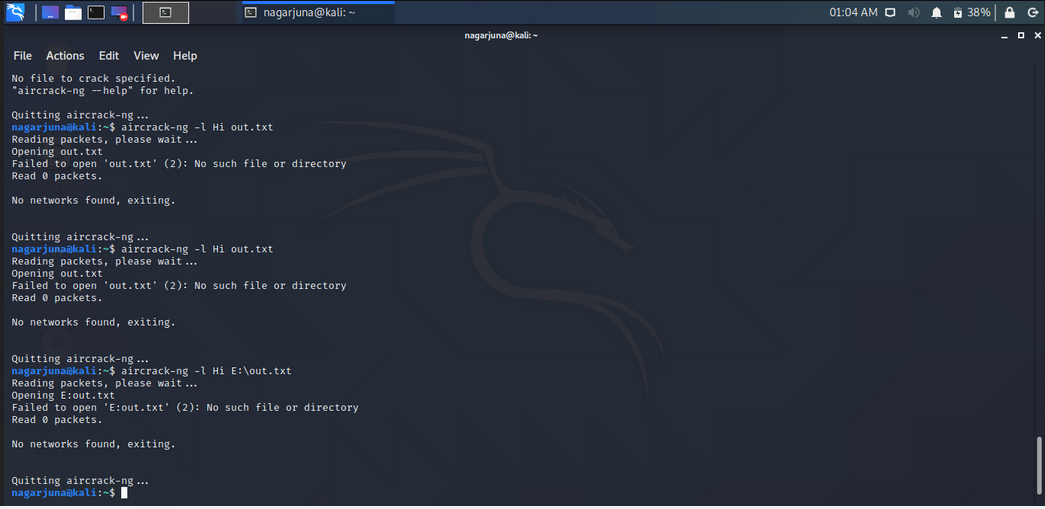 nagarjuna@kali: ~
01:04 AM
38%
nagarjuna@kali: ~
File Actions Edit View Help
No file to crack specified.
"aircrack-ng --help" for help.
Quitting aircrack-ng...
nagarjuna@kali:~$ aircrack-ng -l Hi out.txt
Reading packets, please wait...
Opening out.txt
Failed to open 'out.txt' (2): No such file or directory
Read 0 packets.
No networks found, exiting.
Quitting aircrack-ng...
nagarjuna@kali:~$ aircrack-ng -l Hi out.txt
Reading packets, please wait...
Opening out.txt
Failed to open 'out.txt' (2): No such file or directory
Read 0 packets.
No networks found, exiting.
Quitting aircrack-ng...
nagarjuna@kali:~$ aircrack-ng -l Hi E:\out.txt
Reading packets, please wait...
Opening E:out.txt
Failed to open 'E:out.txt' (2): No such file or directory
Read 0 packets.
No networks found, exiting.
Quitting aircrack-ng...
nagarjuna@kali:~$